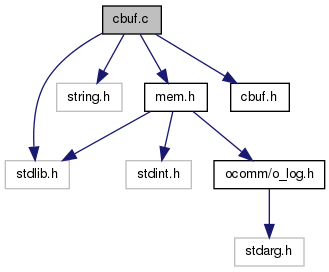 cbuf.c
string.h
mem.h
cbuf.h
stdlib.h
stdint.h
ocomm/o_log.h
stdarg.h